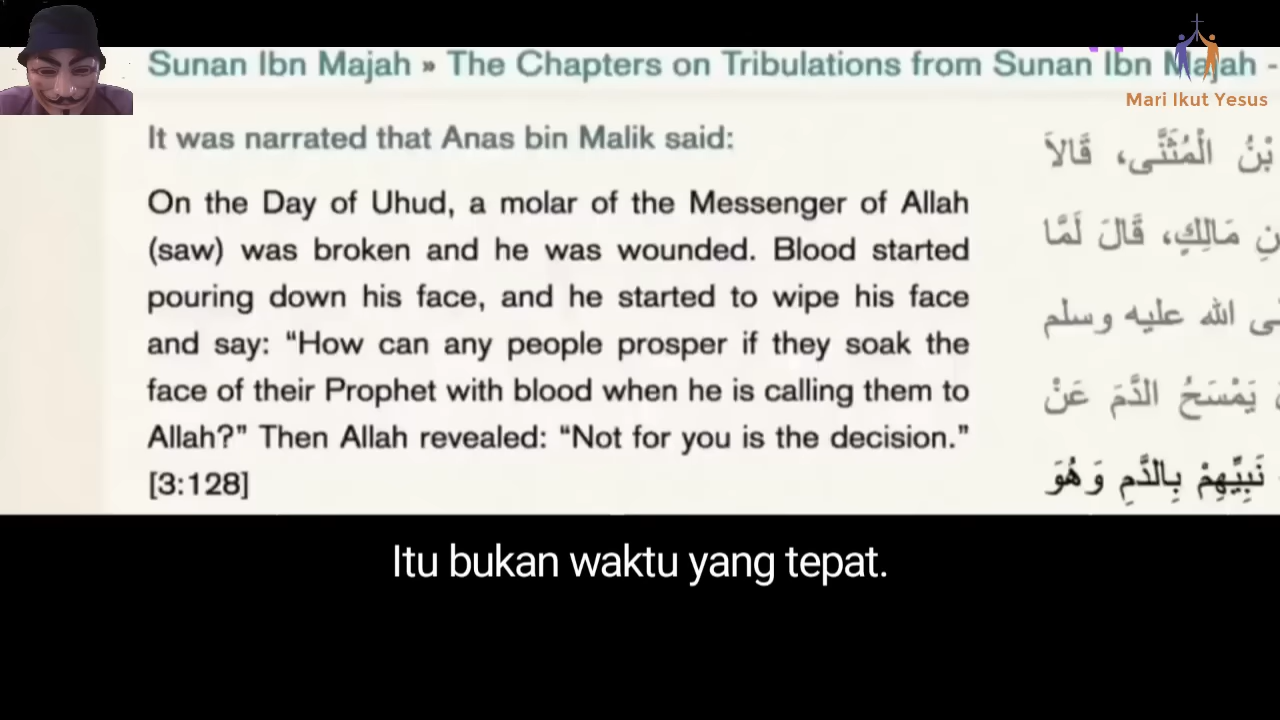 Sunan Ibn Majah » The Chapters on Tribulations from Sunan Ibn Majah -
Mari Ikut Yesus
It was narrated that Anas bin Malik said:
On the Day of Uhud, a molar of the Messenger of Allah
(saw) was broken and he was wounded. Blood started
pouring down his face, and he started to wipe his face
and say: “How can any people prosper if they soak the
face of their Prophet with blood when he is calling them to
Allah?” Then Allah revealed: “Not for you is the decision.”
[3:128]
بْنُ الْمُثَنَّى، قَالاَ
مَالِكٍ، قَالَ لَمَّا
الله عليه وسلم
يَمْسَحُ الدَّمَ عَنْ
نَبِيِّهِمْ بِالدَّمِ وَهُوَ
Itu bukan waktu yang tepat.